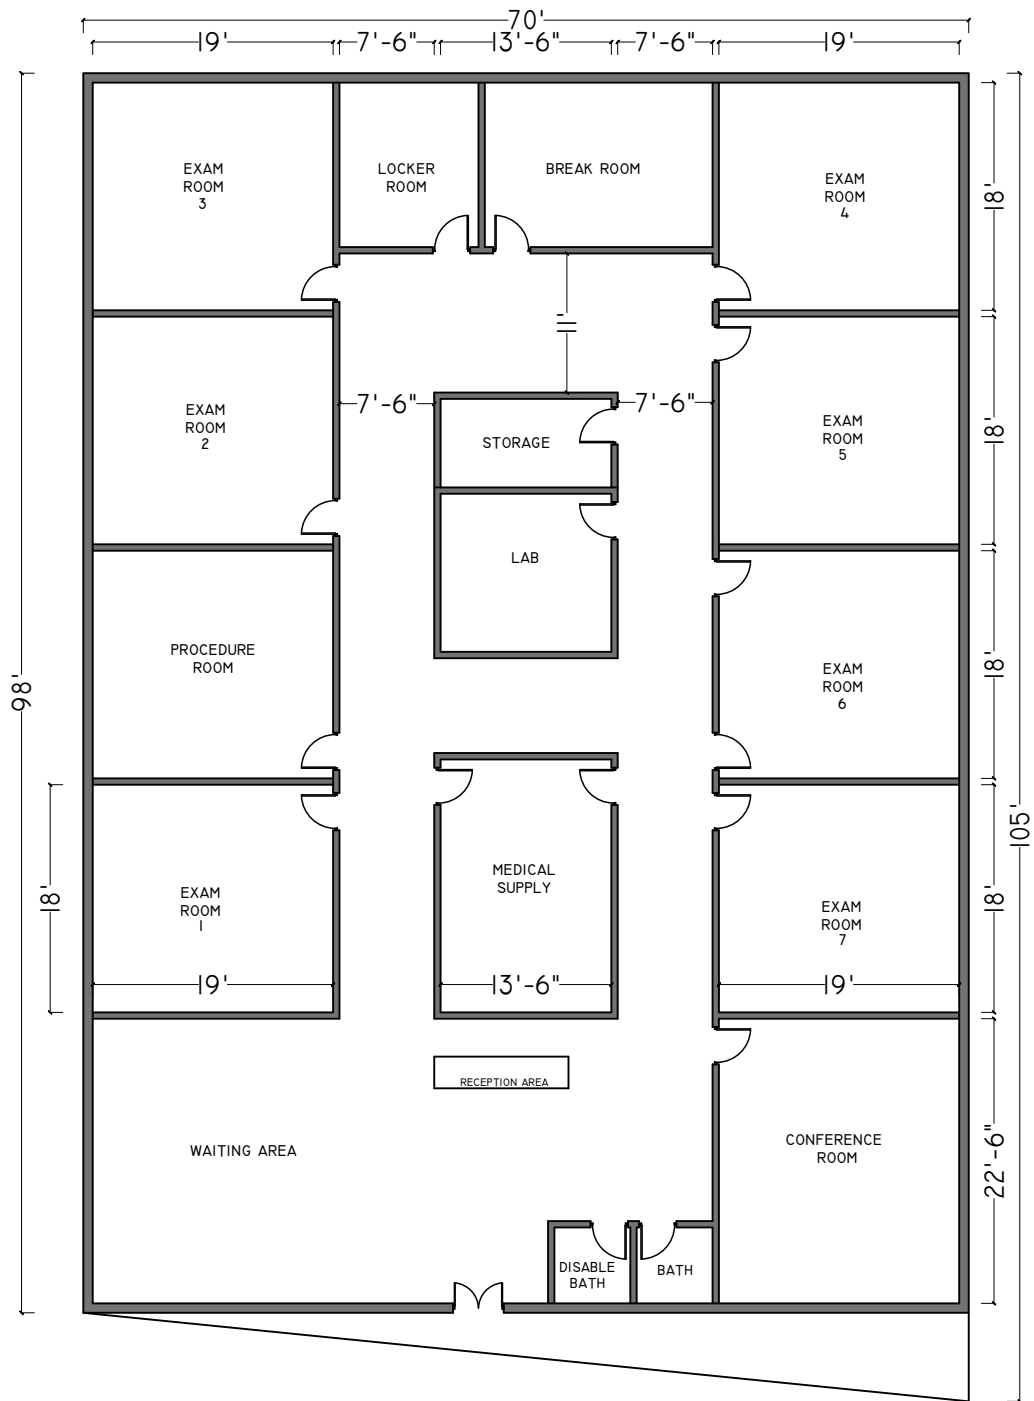 70'
19'
7'-6"
13'-6"
7'-6"
19'
EXAM
ROOM
3
LOCKER
ROOM
BREAK ROOM
EXAM
ROOM
4
18'
11'
EXAM
ROOM
2
7'-6"
7'-6"
STORAGE
EXAM
ROOM
5
18'
LAB
PROCEDURE
ROOM
EXAM
ROOM
6
18'
98'
105'
EXAM
ROOM
1
18'
MEDICAL
SUPPLY
EXAM
ROOM
7
18'
19'
13'-6"
19'
RECEPTION AREA
WAITING AREA
CONFERENCE
ROOM
22'-6"
DISABLE
BATH
BATH